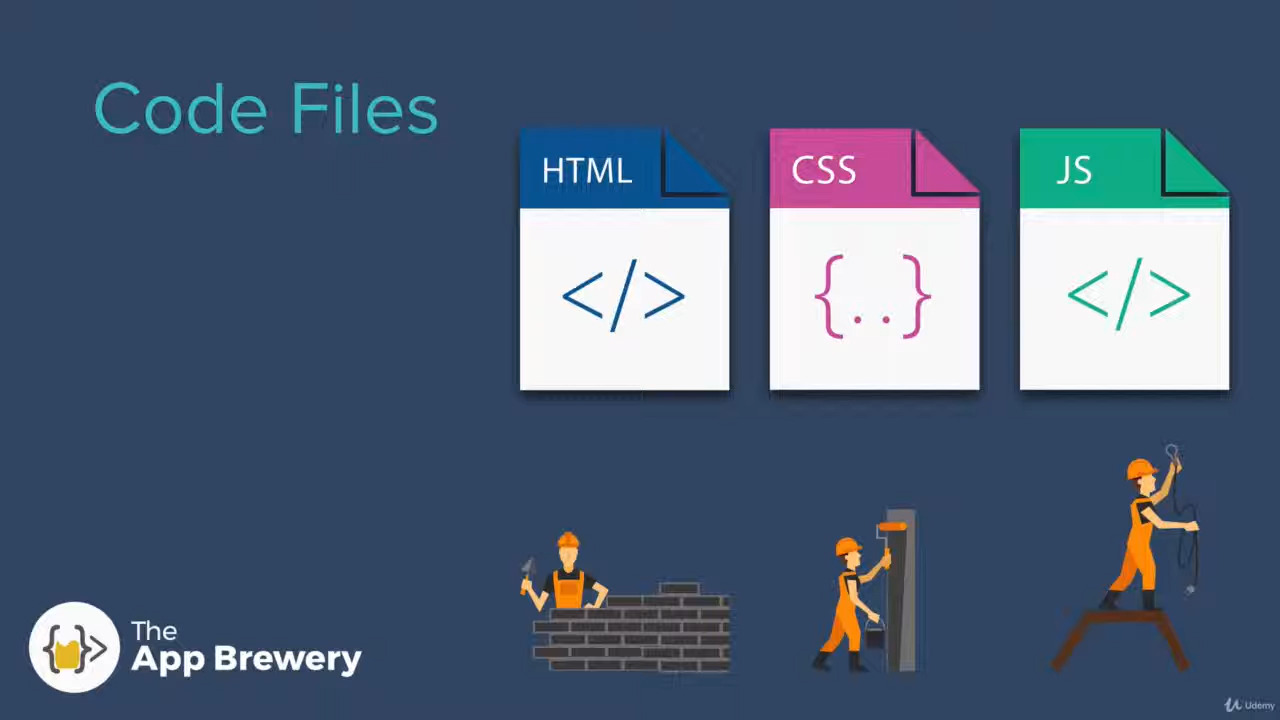 Code Files
HTML
CSS
JS
</>
{..}
</>
The
App Brewery
Udemy